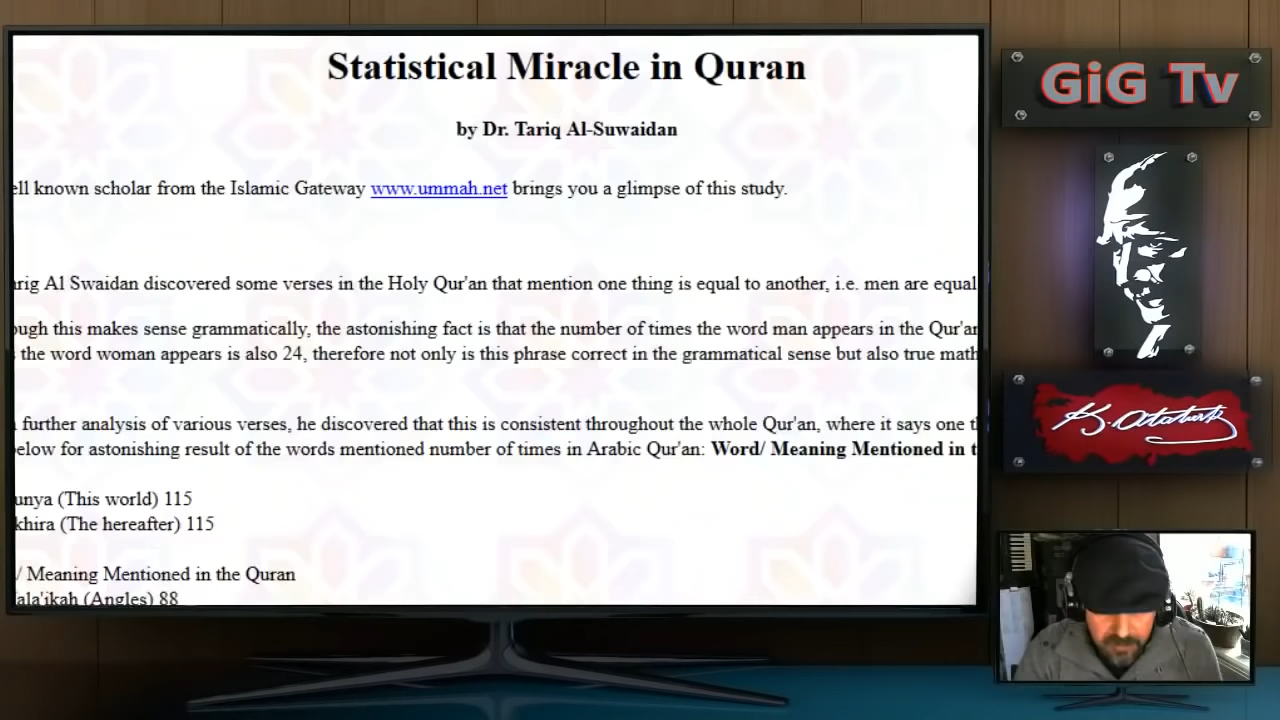 Statistical Miracle in Quran
by Dr. Tariq Al-Suwaidan
ell known scholar from the Islamic Gateway www.ummah.net brings you a glimpse of this study.
rig Al Swaidan discovered some verses in the Holy Qur'an that mention one thing is equal to another, i.e. men are equal
ough this makes sense grammatically, the astonishing fact is that the number of times the word man appears in the Qur'an
the word woman appears is also 24, therefore not only is this phrase correct in the grammatical sense but also true math
further analysis of various verses, he discovered that this is consistent throughout the whole Qur'an, where it says one t
elow for astonishing result of the words mentioned number of times in Arabic Qur'an: Word/ Meaning Mentioned in t
unya (This world) 115
khira (The hereafter) 115
/ Meaning Mentioned in the Quran
ala'ikah (Angles) 88
GiG Tv
K. Atatürk